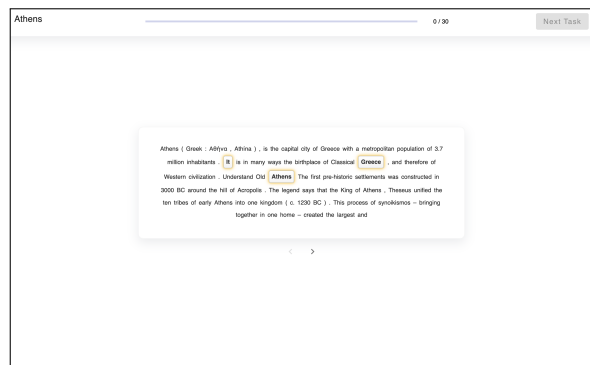 Athens
0 / 30
Next Task
Athens ( Greek : Αθήνα , Athína ) , is the capital city of Greece with a metropolitan population of 3.7
million inhabitants . It is in many ways the birthplace of Classical Greece , and therefore of
Western civilization . Understand Old Athens The first pre-historic settlements was constructed in
3000 BC around the hill of Acropolis . The legend says that the King of Athens , Theseus unified the
ten tribes of early Athens into one kingdom ( c. 1230 BC ) . This process of synoikismos – bringing
together in one home – created the largest and